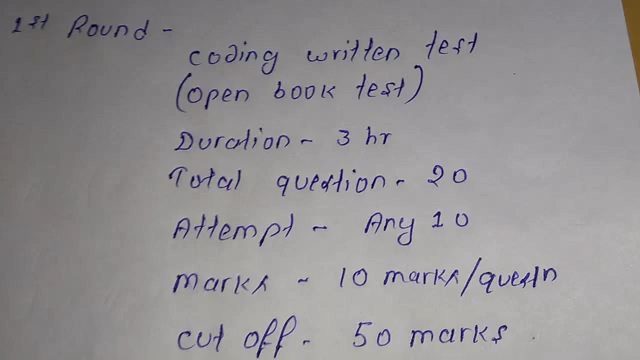 1st Round -
coding written test
(open book test)
Duration - 3 hr
Total question - 20
Attempt - Any 10
Marks - 10 marks/questn
cut off - 50 marks.